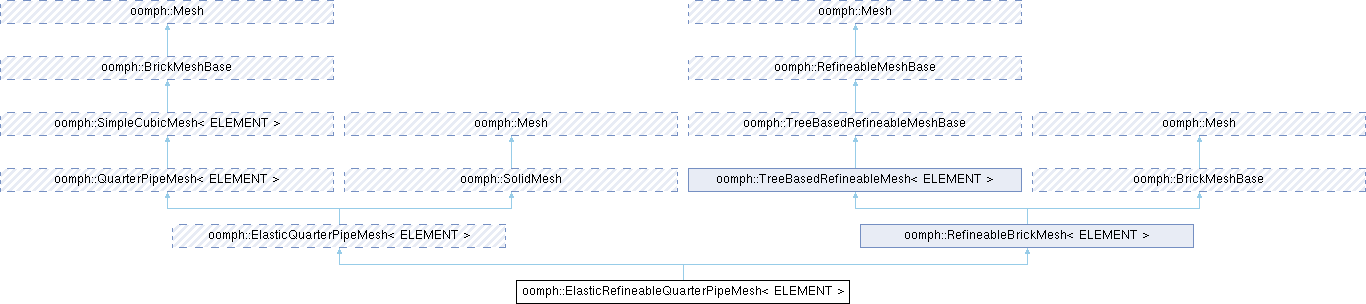 oomph::Mesh oomph::Mesh
oomph::BrickMeshBase oomph::RefineableMeshBase
oomph::SimpleCubicMesh< ELEMENT > oomph::Mesh oomph::TreeBasedRefineableMeshBase oomph::Mesh
oomph::QuarterPipeMesh< ELEMENT > oomph::SolidMesh oomph::TreeBasedRefineableMesh< ELEMENT > oomph::BrickMeshBase
oomph::ElasticQuarterPipeMesh< ELEMENT > oomph::RefineableBrickMesh< ELEMENT >
oomph::ElasticRefineableQuarterPipeMesh< ELEMENT >